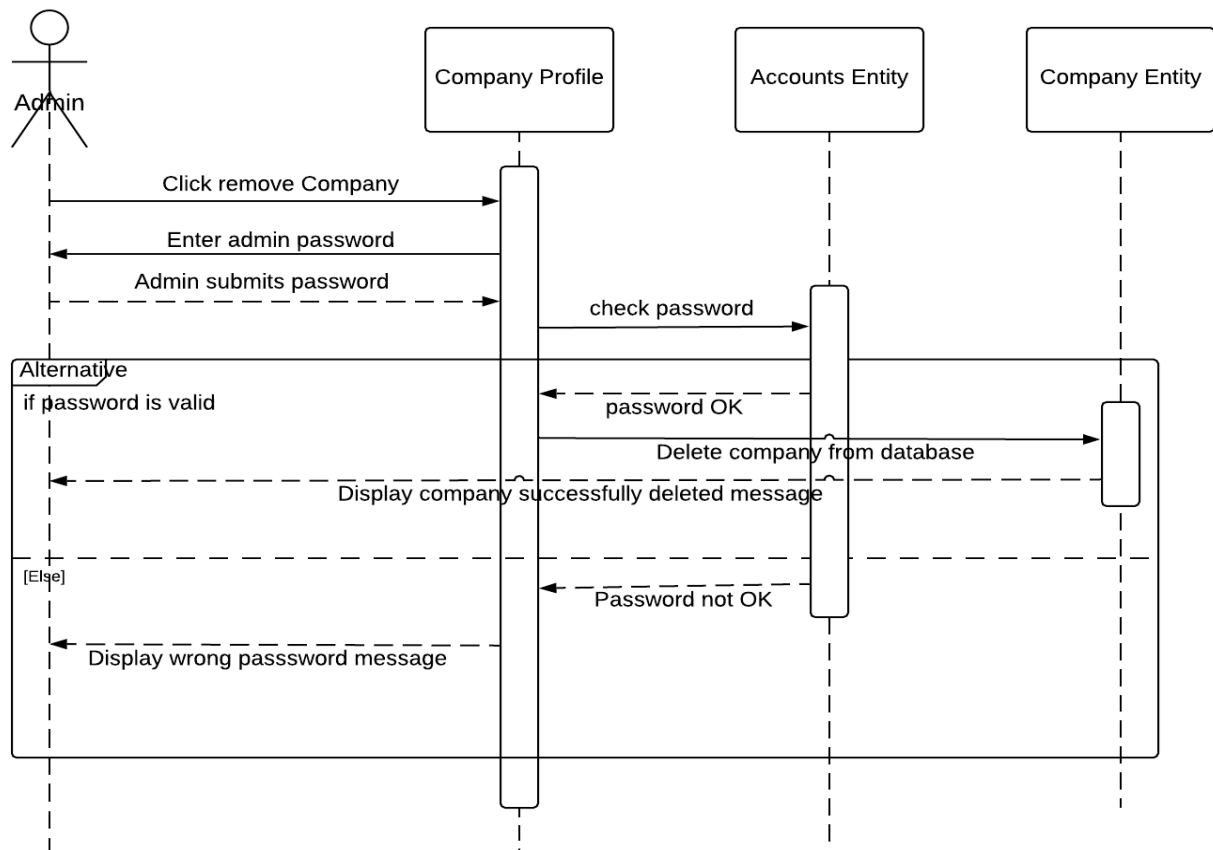 Admin
Company Profile
Accounts Entity
Company Entity
Click remove Company
Enter admin password
Admin submits password
check password
Alternative
if password is valid
password OK
Delete company from database
Display company successfully deleted message
[Else]
Password not OK
Display wrong passsword message